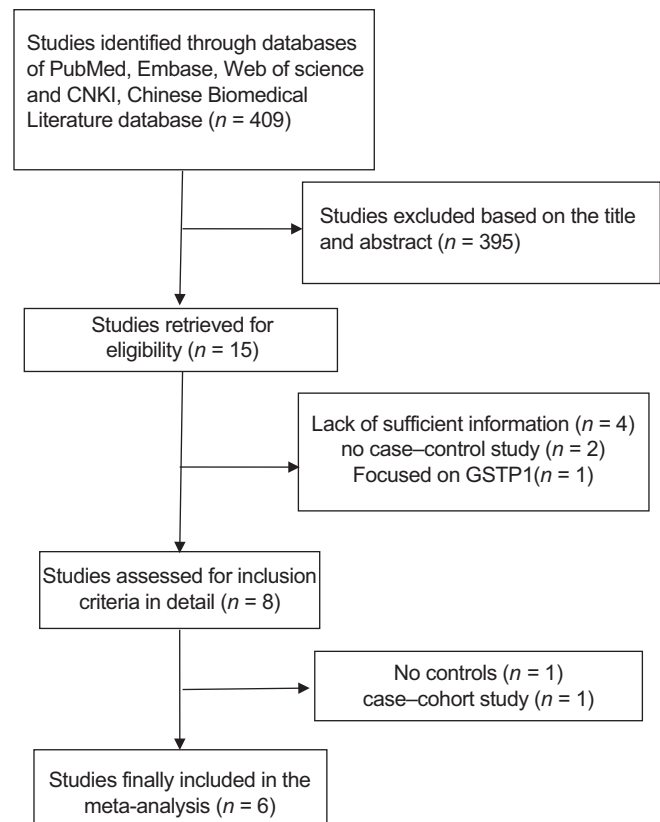 Studies identified through databases
of PubMed, Embase, Web of science
and CNKI, Chinese Biomedical
Literature database (n = 409)
Studies excluded based on the title
and abstract (n = 395)
Studies retrieved for
eligibility (n = 15)
Lack of sufficient information (n = 4)
no case–control study (n = 2)
Focused on GSTP1(n = 1)
Studies assessed for inclusion
criteria in detail (n = 8)
No controls (n = 1)
case–cohort study (n = 1)
Studies finally included in the
meta-analysis (n = 6)